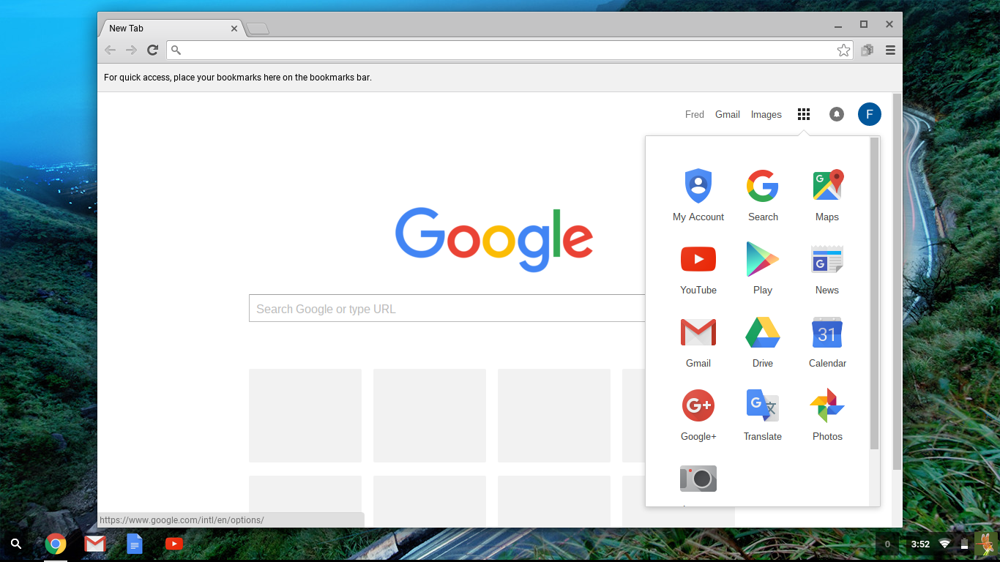 New Tab
For quick access, place your bookmarks here on the bookmarks bar.
Fred Gmail Images F
Google
Search Google or type URL
My Account Search Maps
G
YouTube Play News
G
Gmail Drive Calendar
31
Google+ Translate Photos
G+ G 文
https://www.google.com/intl/en/options/
0 3:52